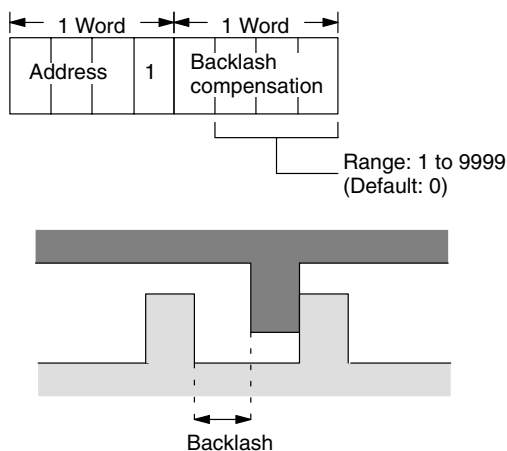 1 Word 1 Word
Address 1 Backlash
compensation
Range: 1 to 9999
(Default: 0)
Backlash